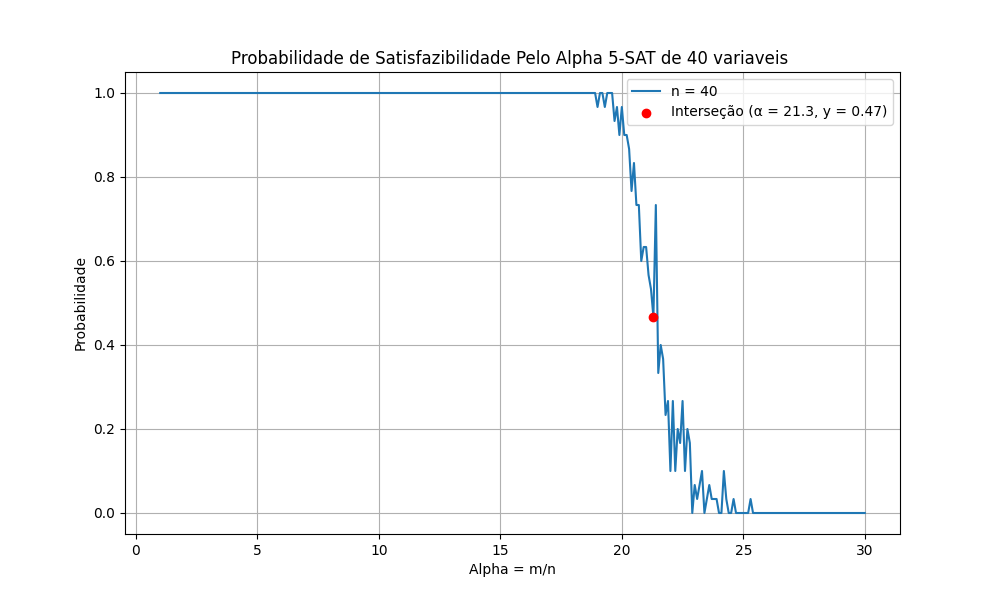 Probabilidade de Satisfazibilidade Pelo Alpha 5-SAT de 40 variaveis
n = 40
Interseção (α = 21.3, y = 0.47)
1.0
0.8
0.6
0.4
0.2
0.0
Probabilidade
0 5 10 15 20 25 30
Alpha = m/n